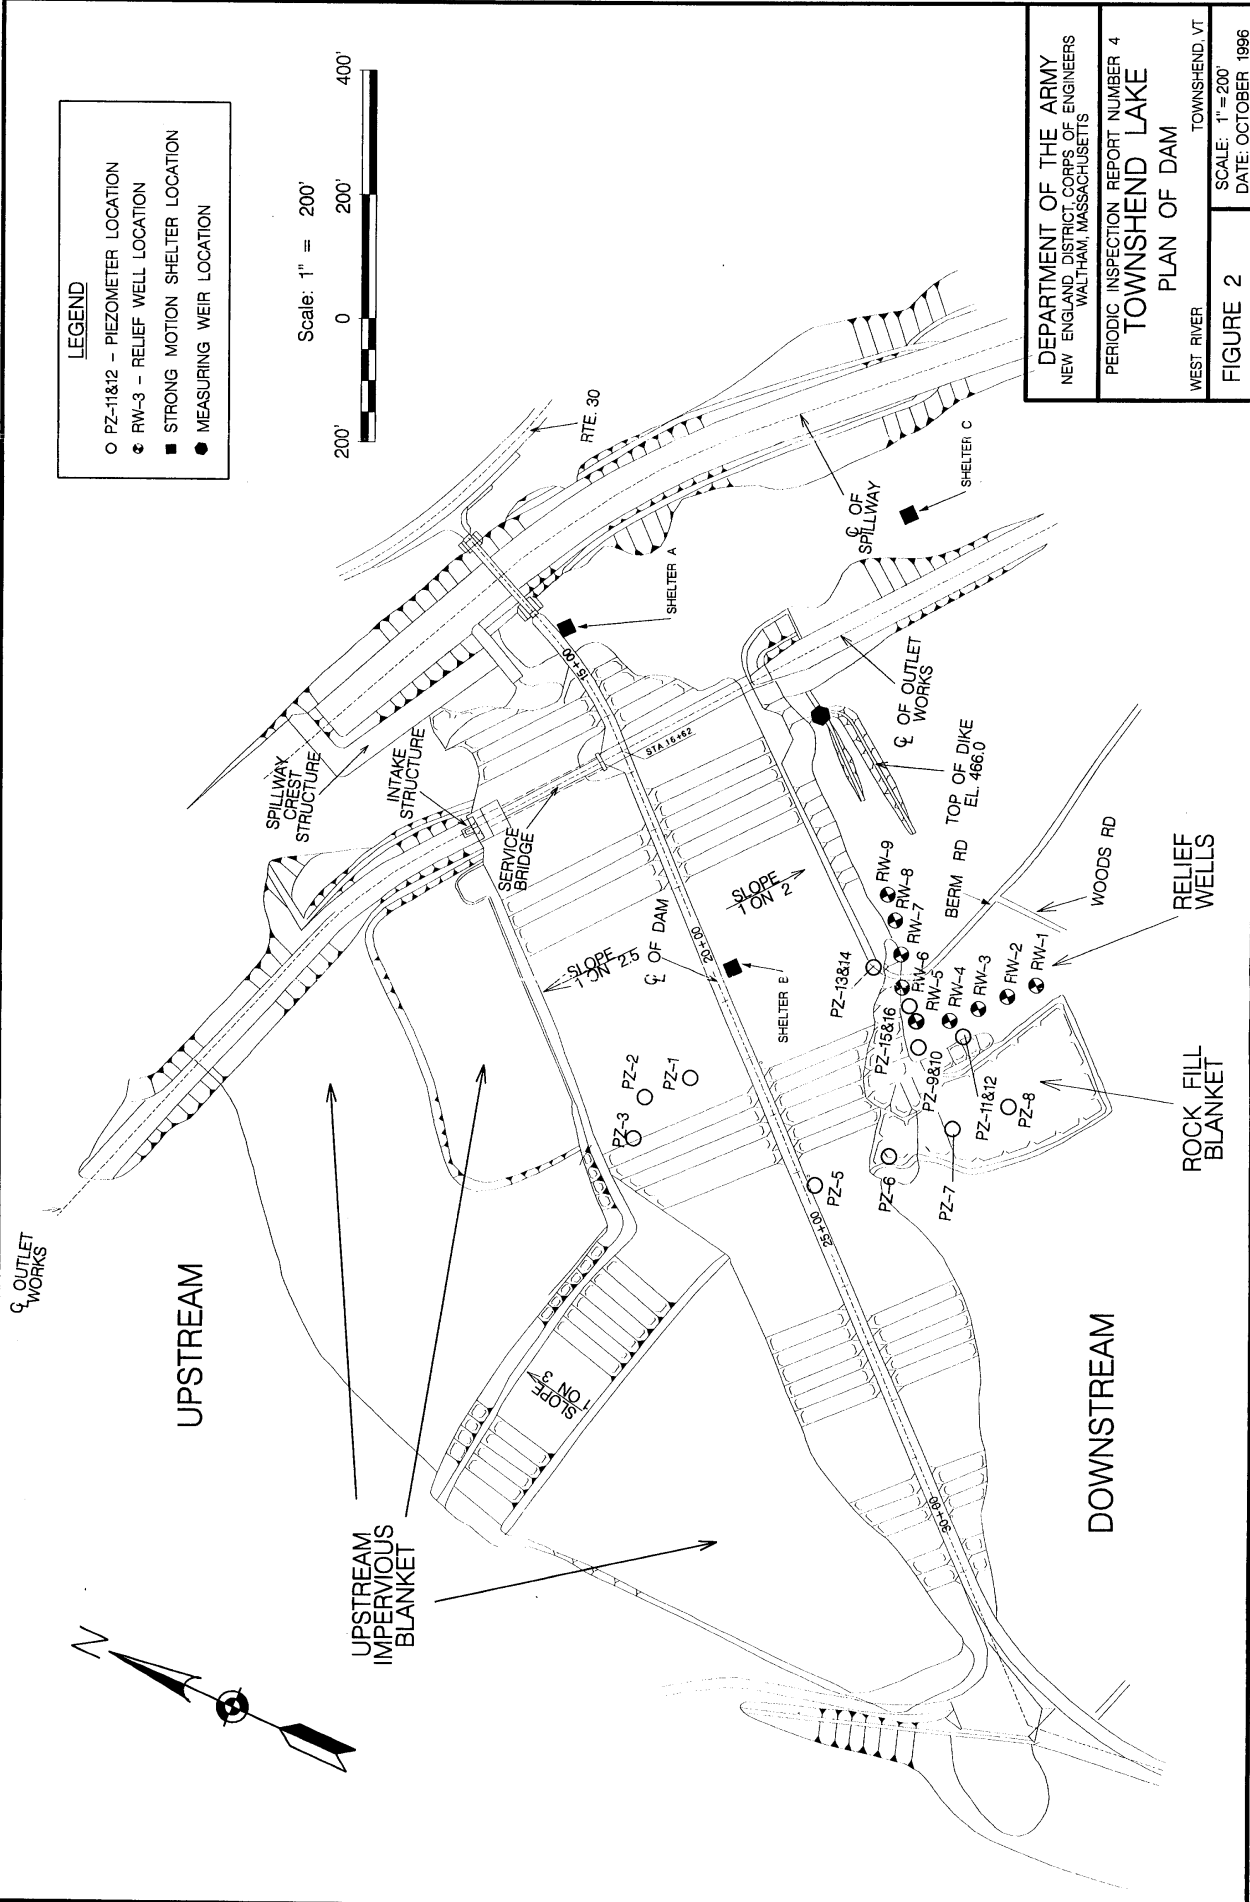 LEGEND
PZ-11&12 - PIEZOMETER LOCATION
RW-3 - RELIEF WELL LOCATION
STRONG MOTION SHELTER LOCATION
MEASURING WEIR LOCATION
Scale: 1" = 200'
200' 0 200' 400'
N
UPSTREAM
℄ OUTLET
WORKS
UPSTREAM
IMPERVIOUS
BLANKET
SPILLWAY
CREST
STRUCTURE
INTAKE
STRUCTURE
SERVICE
BRIDGE
RTE. 30
SHELTER A
15+00
STA 16+62
SLOPE
1 ON 2.5
℄ OF DAM
20+00
SLOPE
1 ON 2
SHELTER B
SLOPE
1 ON 3
PZ-3
PZ-2
PZ-1
PZ-5
25+00
30+00
℄ OF
SPILLWAY
SHELTER C
℄ OF OUTLET
WORKS
TOP OF DIKE
EL. 466.0
BERM RD
WOODS RD
PZ-13&14
PZ-15&16
PZ-9&10
PZ-11&12
PZ-8
PZ-7
PZ-6
RW-9
RW-8
RW-7
RW-6
RW-5
RW-4
RW-3
RW-2
RW-1
RELIEF
WELLS
ROCK FILL
BLANKET
DOWNSTREAM
DEPARTMENT OF THE ARMY
NEW ENGLAND DISTRICT, CORPS OF ENGINEERS
WALTHAM, MASSACHUSETTS
PERIODIC INSPECTION REPORT NUMBER 4
TOWNSHEND LAKE
PLAN OF DAM
WEST RIVER TOWNSHEND, VT
FIGURE 2
SCALE: 1"=200'
DATE: OCTOBER 1996